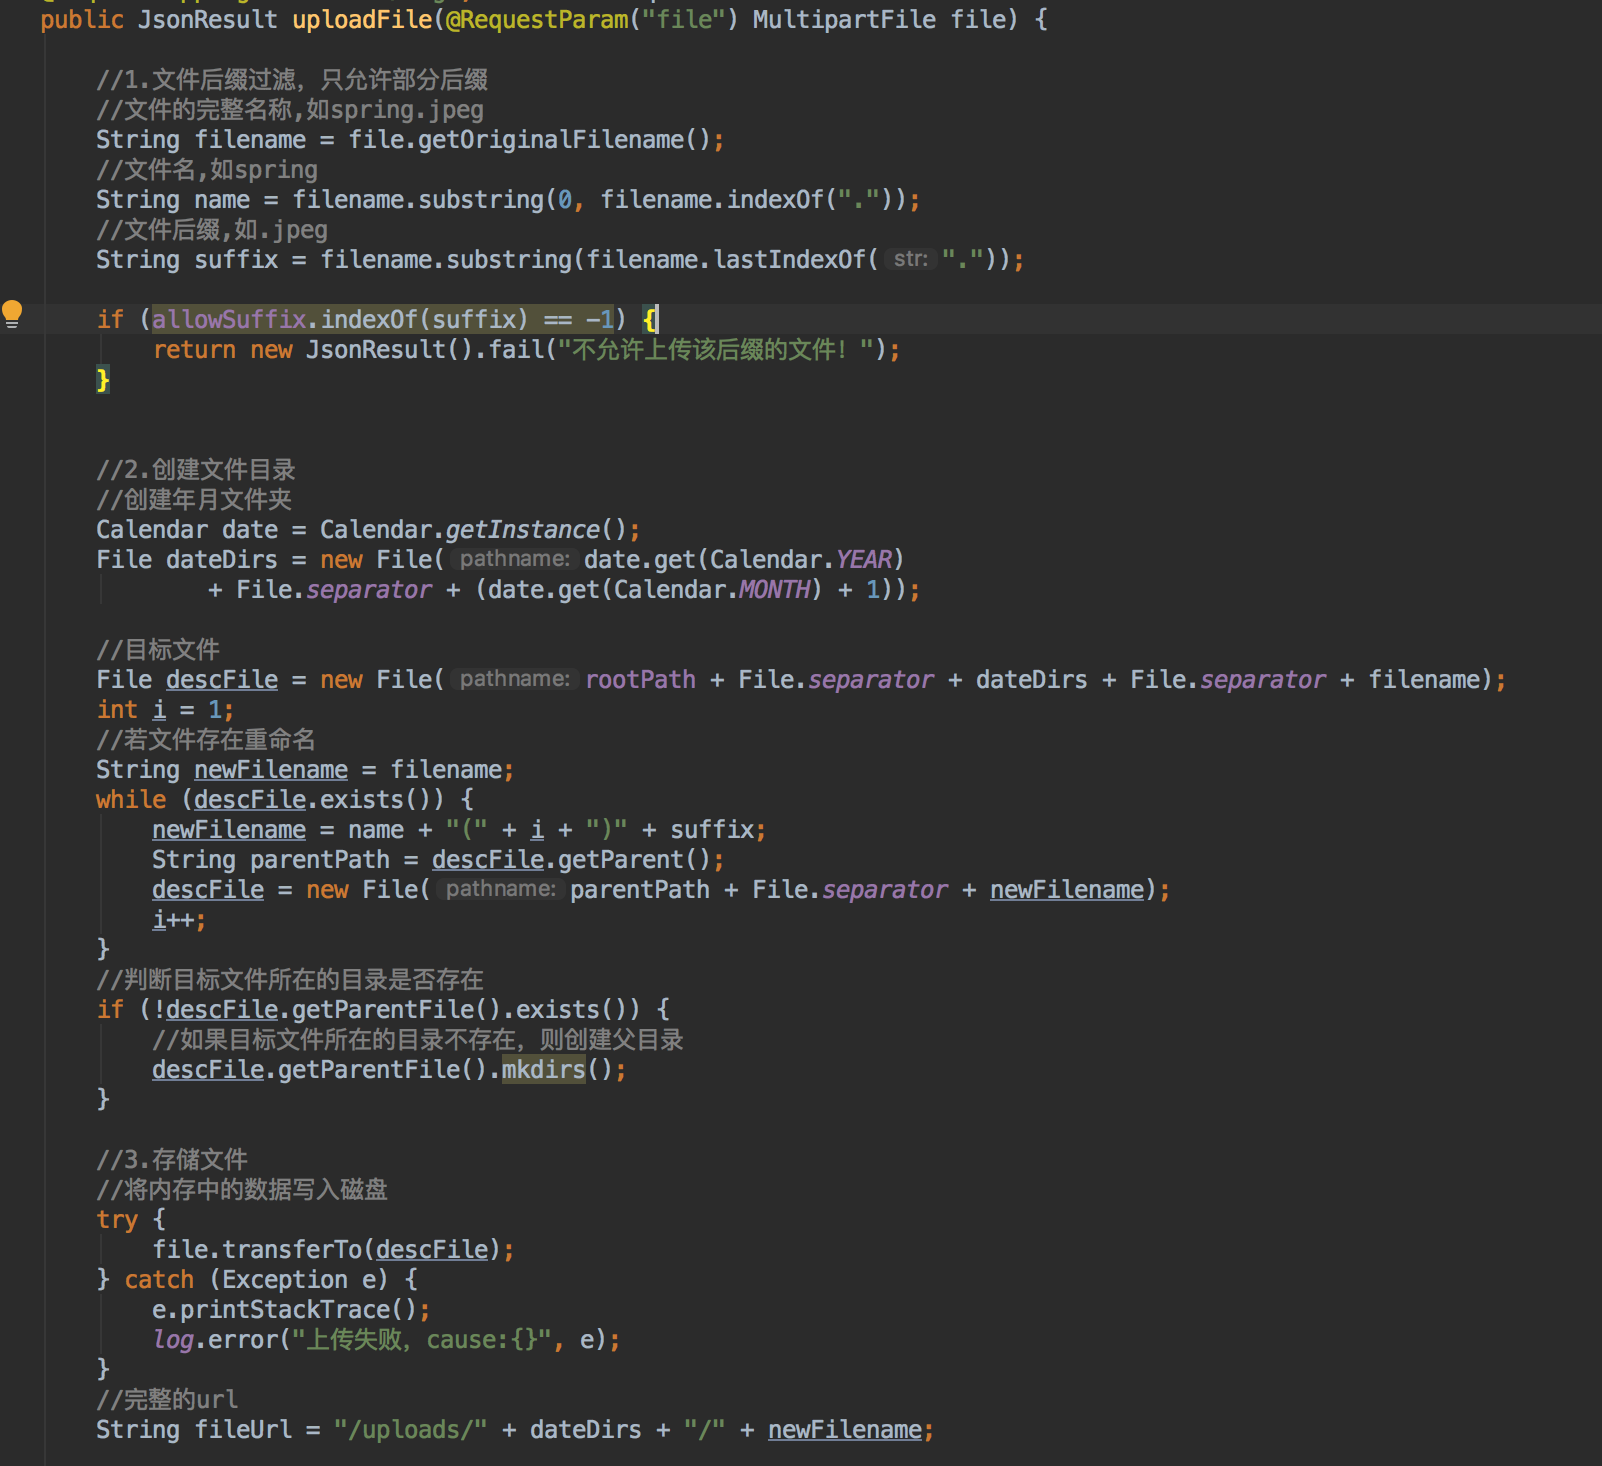 public JsonResult uploadFile(@RequestParam("file") MultipartFile file) {
//1.文件后缀过滤，只允许部分后缀
//文件的完整名称,如spring.jpeg
String filename = file.getOriginalFilename();
//文件名,如spring
String name = filename.substring(0, filename.indexOf("."));
//文件后缀,如.jpeg
String suffix = filename.substring(filename.lastIndexOf( str: "."));
if (allowSuffix.indexOf(suffix) == -1) {
return new JsonResult().fail("不允许上传该后缀的文件！");
}
//2.创建文件目录
//创建年月文件夹
Calendar date = Calendar.getInstance();
File dateDirs = new File( pathname: date.get(Calendar.YEAR)
+ File.separator + (date.get(Calendar.MONTH) + 1));
//目标文件
File descFile = new File( pathname: rootPath + File.separator + dateDirs + File.separator + filename);
int i = 1;
//若文件存在重命名
String newFilename = filename;
while (descFile.exists()) {
newFilename = name + "(" + i + ")" + suffix;
String parentPath = descFile.getParent();
descFile = new File( pathname: parentPath + File.separator + newFilename);
i++;
}
//判断目标文件所在的目录是否存在
if (!descFile.getParentFile().exists()) {
//如果目标文件所在的目录不存在，则创建父目录
descFile.getParentFile().mkdirs();
}
//3.存储文件
//将内存中的数据写入磁盘
try {
file.transferTo(descFile);
} catch (Exception e) {
e.printStackTrace();
log.error("上传失败，cause:{}", e);
}
//完整的url
String fileUrl = "/uploads/" + dateDirs + "/" + newFilename;